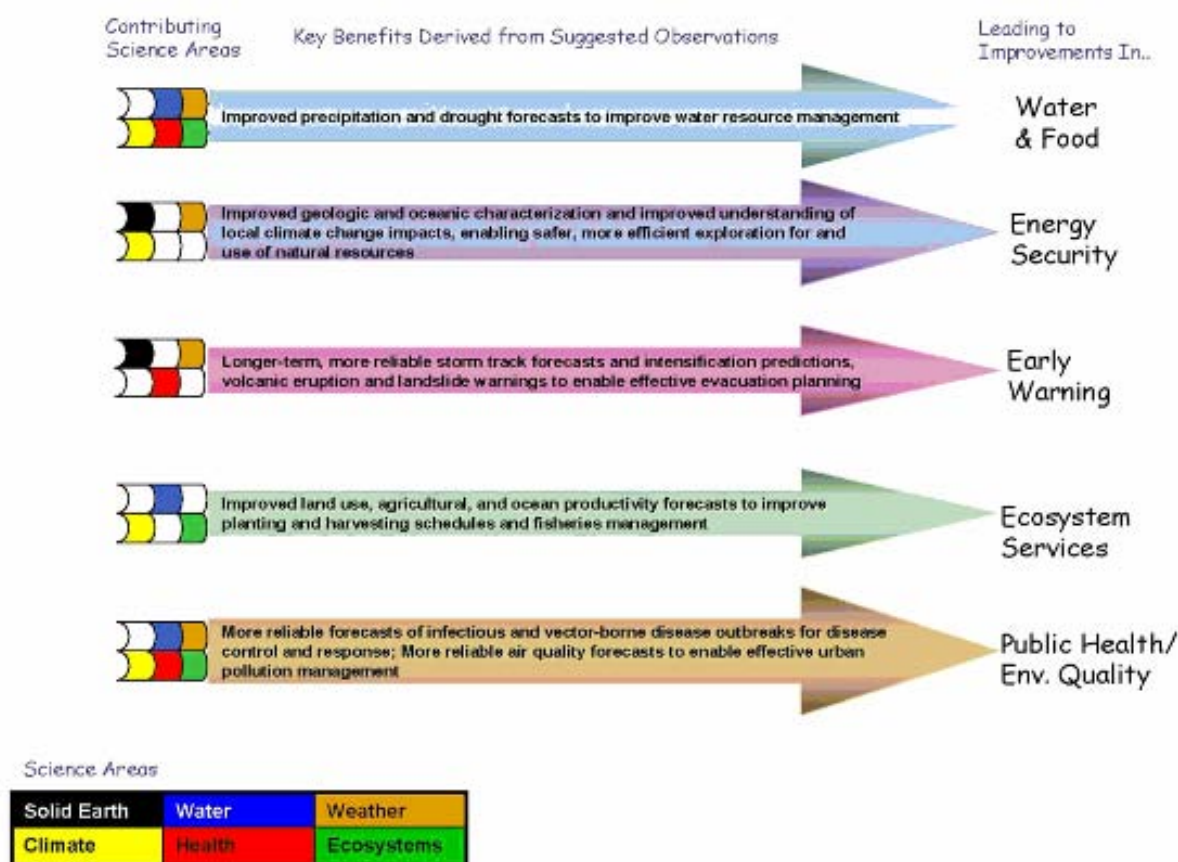 Contributing
Science Areas
Key Benefits Derived from Suggested Observations
Leading to
Improvements In..
Improved precipitation and drought forecasts to improve water resource management
Water
& Food
Improved geologic and oceanic characterization and improved understanding of
local climate change impacts, enabling safer, more efficient exploration for and
use of natural resources
Energy
Security
Longer-term, more reliable storm track forecasts and intensification predictions,
volcanic eruption and landslide warnings to enable effective evacuation planning
Early
Warning
Improved land use, agricultural, and ocean productivity forecasts to improve
planting and harvesting schedules and fisheries management
Ecosystem
Services
More reliable forecasts of infectious and vector-borne disease outbreaks for disease
control and response; More reliable air quality forecasts to enable effective urban
pollution management
Public Health/
Env. Quality
Science Areas
Solid Earth Water Weather
Climate Health Ecosystems